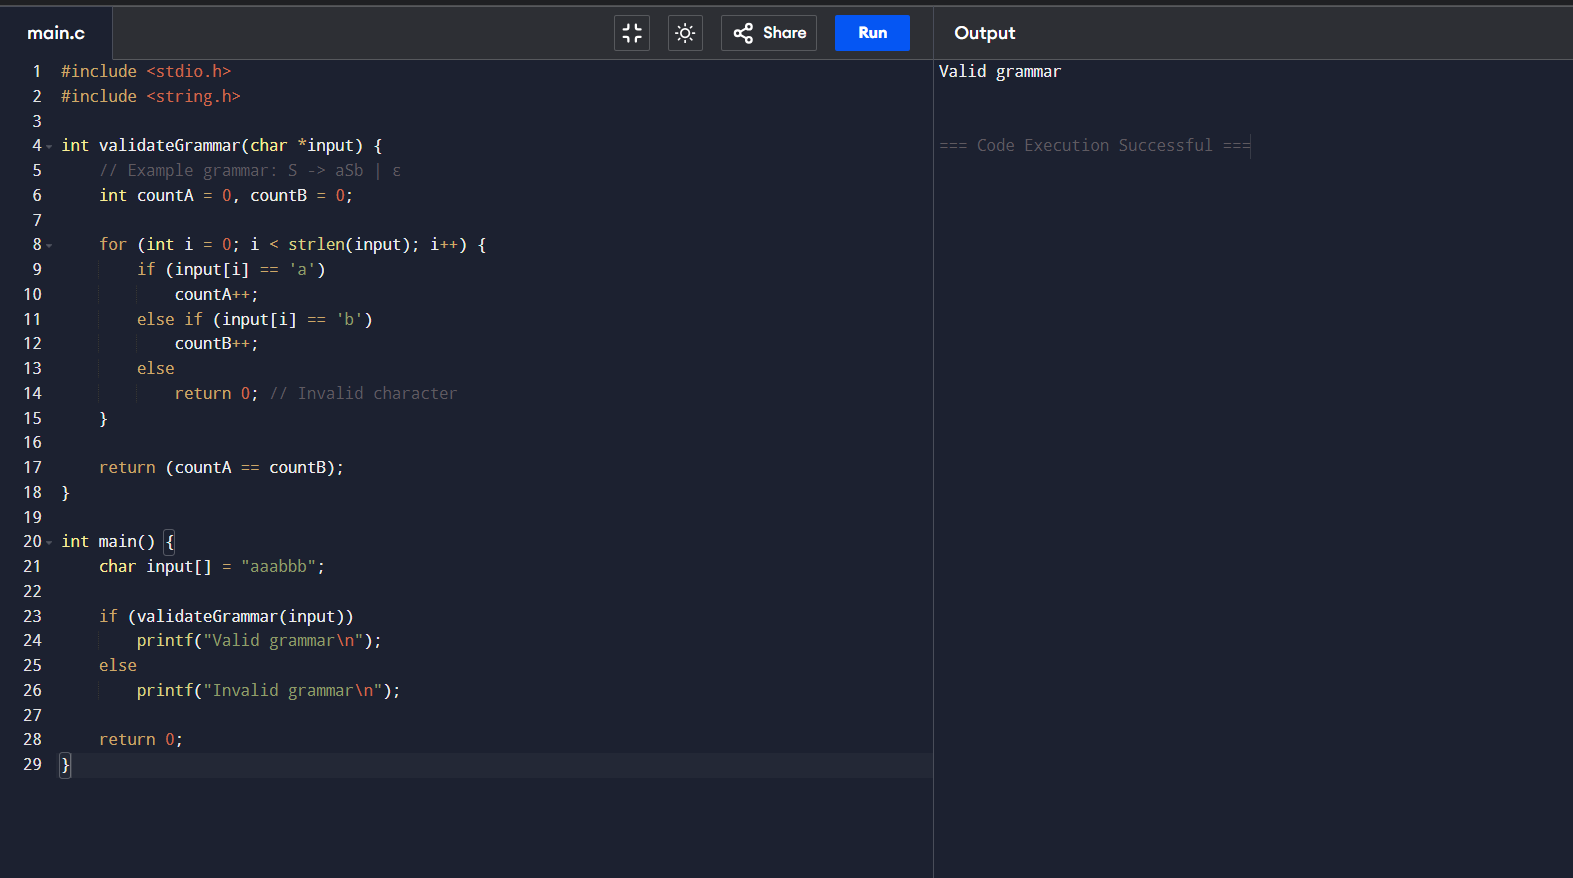 main.c
Share
Run
Output
1 #include <stdio.h>
2 #include <string.h>
3
4 int validateGrammar(char *input) {
5     // Example grammar: S -> aSb | ε
6     int countA = 0, countB = 0;
7
8     for (int i = 0; i < strlen(input); i++) {
9         if (input[i] == 'a')
10             countA++;
11         else if (input[i] == 'b')
12             countB++;
13         else
14             return 0; // Invalid character
15     }
16
17     return (countA == countB);
18 }
19
20 int main() {
21     char input[] = "aaabbb";
22
23     if (validateGrammar(input))
24         printf("Valid grammar\n");
25     else
26         printf("Invalid grammar\n");
27
28     return 0;
29 }
Valid grammar
=== Code Execution Successful ===